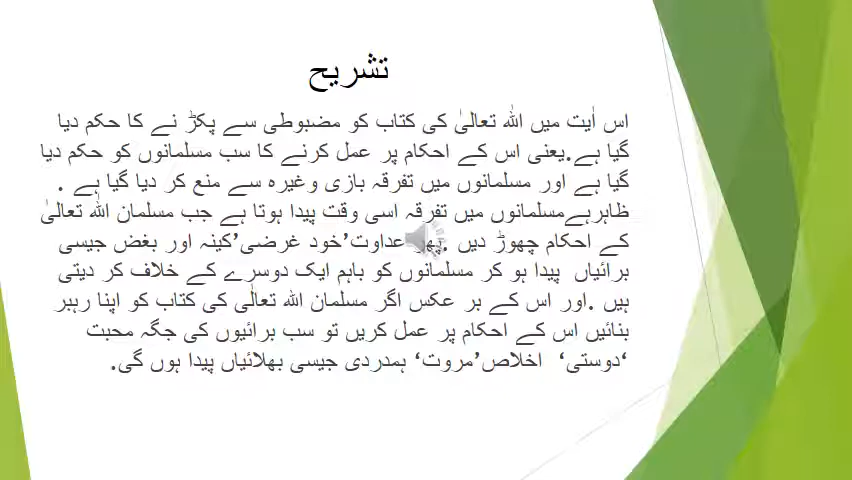 تشریح
اس أیت میں اللہ تعالیٰ کی کتاب کو مضبوطی سے پکڑ نے کا حکم دیا
گیا ہے.یعنی اس کے احکام پر عمل کرنے کا سب مسلمانوں کو حکم دیا
گیا ہے اور مسلمانوں میں تفرقہ بازی وغیرہ سے منع کر دیا گیا ہے .
ظاہرہےمسلمانوں میں تفرقہ اسی وقت پیدا ہوتا ہے جب مسلمان اللہ تعالیٰ
کے احکام چھوڑ دیں .پھر عداوت’خود غرضی’کینہ اور بغض جیسی
برائیاں پیدا ہو کر مسلمانوں کو باہم ایک دوسرے کے خلاف کر دیتی
ہیں .اور اس کے بر عکس اگر مسلمان اللہ تعالٰی کی کتاب کو اپنا رہبر
بنائیں اس کے احکام پر عمل کریں تو سب برائیوں کی جگہ محبت
‘دوستی‘ اخلاص’مروت‘ ہمدردی جیسی بھلائیاں پیدا ہوں گی.